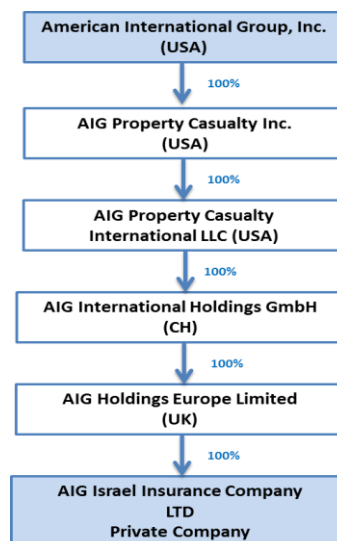 American International Group, Inc.
(USA)
100%
AIG Property Casualty Inc.
(USA)
100%
AIG Property Casualty
International LLC (USA)
100%
AIG International Holdings GmbH
(CH)
100%
AIG Holdings Europe Limited
(UK)
100%
AIG Israel Insurance Company
LTD
Private Company